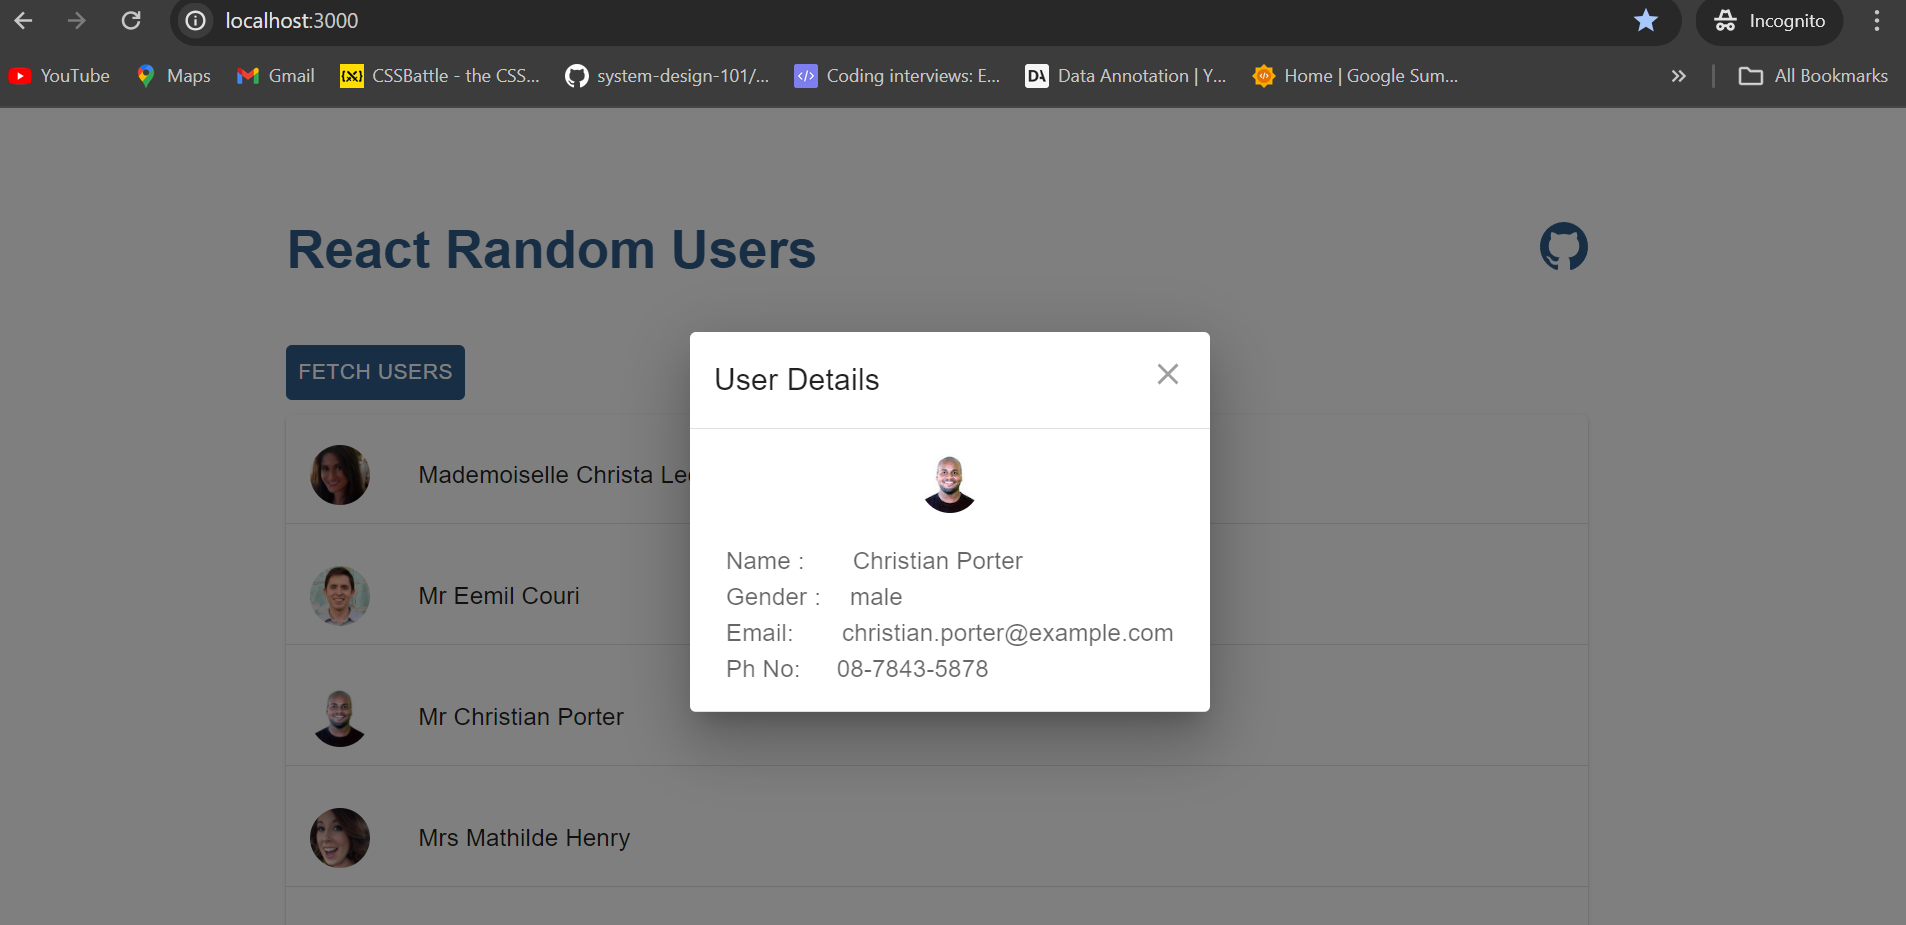 localhost:3000
Incognito
YouTube Maps Gmail CSSBattle - the CSS... system-design-101/... Coding interviews: E... DA Data Annotation | Y... Home | Google Sum... » All Bookmarks
React Random Users
FETCH USERS
User Details
Name : Christian Porter
Gender : male
Email: christian.porter@example.com
Ph No: 08-7843-5878
Mademoiselle Christa
Mr Eemil Couri
Mr Christian Porter
Mrs Mathilde Henry